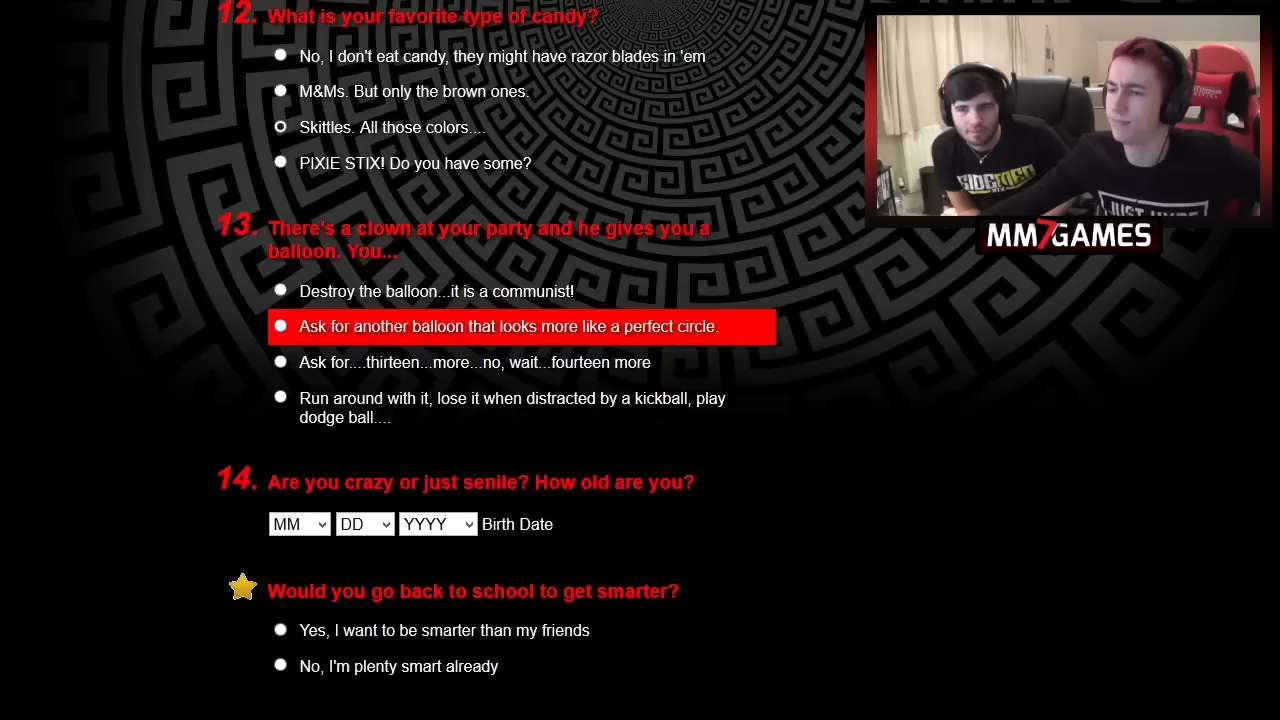 12. What is your favorite type of candy?
No, I don't eat candy, they might have razor blades in 'em
M&Ms. But only the brown ones.
Skittles. All those colors....
PIXIE STIX! Do you have some?
13. There's a clown at your party and he gives you a
balloon. You...
Destroy the balloon...it is a communist!
Ask for another balloon that looks more like a perfect circle.
Ask for....thirteen...more...no, wait...fourteen more
Run around with it, lose it when distracted by a kickball, play
dodge ball....
14. Are you crazy or just senile? How old are you?
MM DD YYYY Birth Date
Would you go back to school to get smarter?
Yes, I want to be smarter than my friends
No, I'm plenty smart already
SIDEMEN
JUST HYPE
MM7GAMES